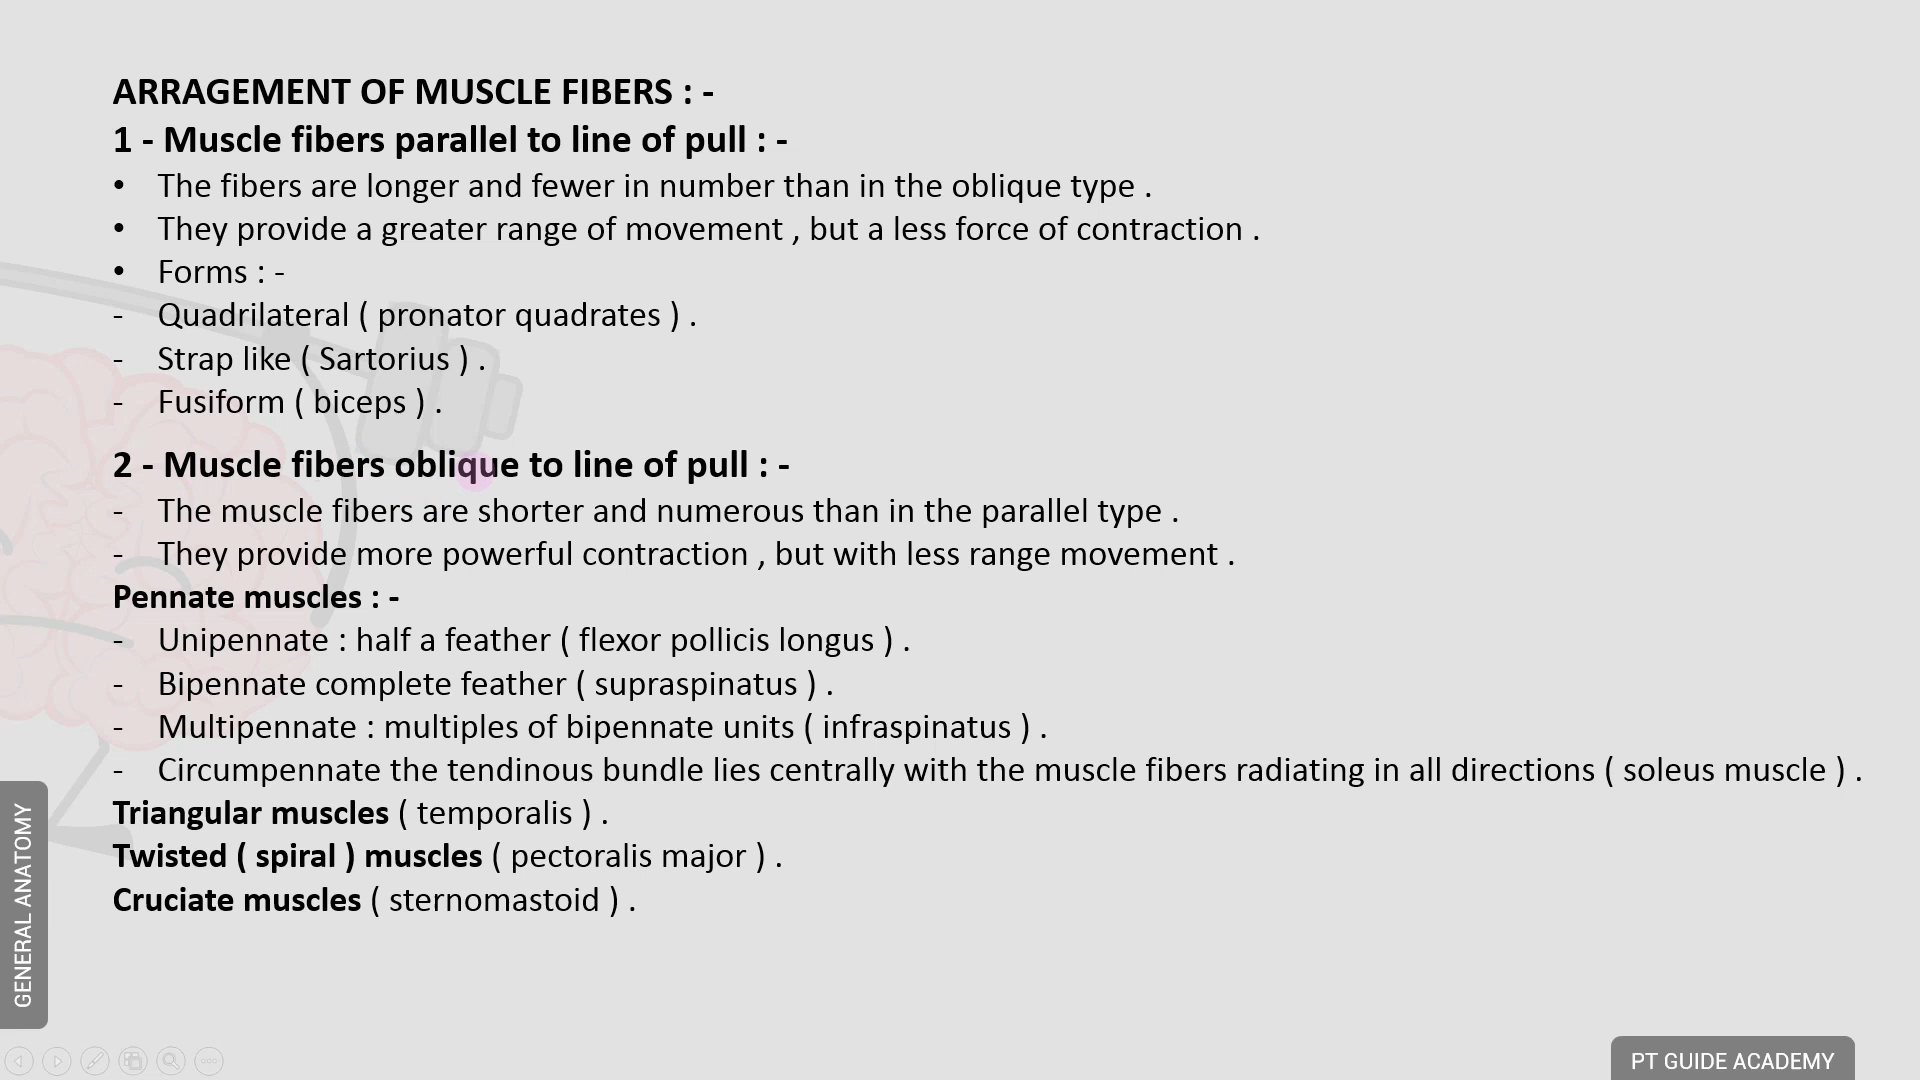 ARRAGEMENT OF MUSCLE FIBERS : -
1 - Muscle fibers parallel to line of pull : -
• The fibers are longer and fewer in number than in the oblique type .
• They provide a greater range of movement , but a less force of contraction .
• Forms : -
- Quadrilateral ( pronator quadrates ) .
- Strap like ( Sartorius ) .
- Fusiform ( biceps ) .
2 - Muscle fibers oblique to line of pull : -
- The muscle fibers are shorter and numerous than in the parallel type .
- They provide more powerful contraction , but with less range movement .
Pennate muscles : -
- Unipennate : half a feather ( flexor pollicis longus ) .
- Bipennate complete feather ( supraspinatus ) .
- Multipennate : multiples of bipennate units ( infraspinatus ) .
- Circumpennate the tendinous bundle lies centrally with the muscle fibers radiating in all directions ( soleus muscle ) .
Triangular muscles ( temporalis ) .
Twisted ( spiral ) muscles ( pectoralis major ) .
Cruciate muscles ( sternomastoid ) .
GENERAL ANATOMY
PT GUIDE ACADEMY